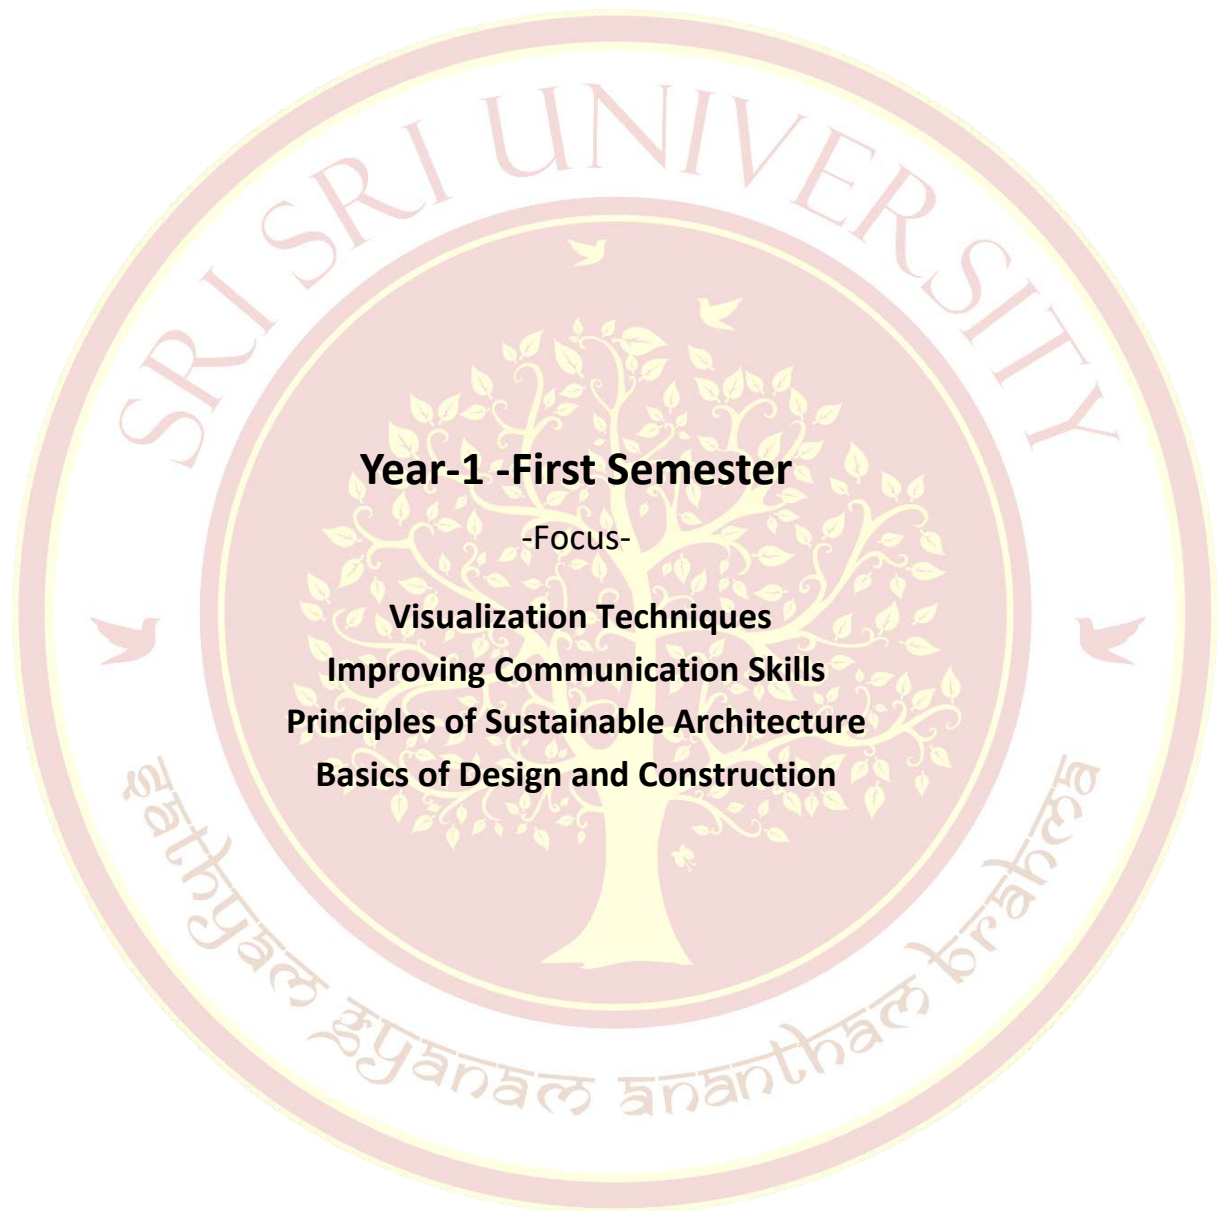 SRI SRI UNIVERSITY
Year-1 -First Semester
-Focus-
Visualization Techniques
Improving Communication Skills
Principles of Sustainable Architecture
Basics of Design and Construction
sathyam gyanam anantham brahma